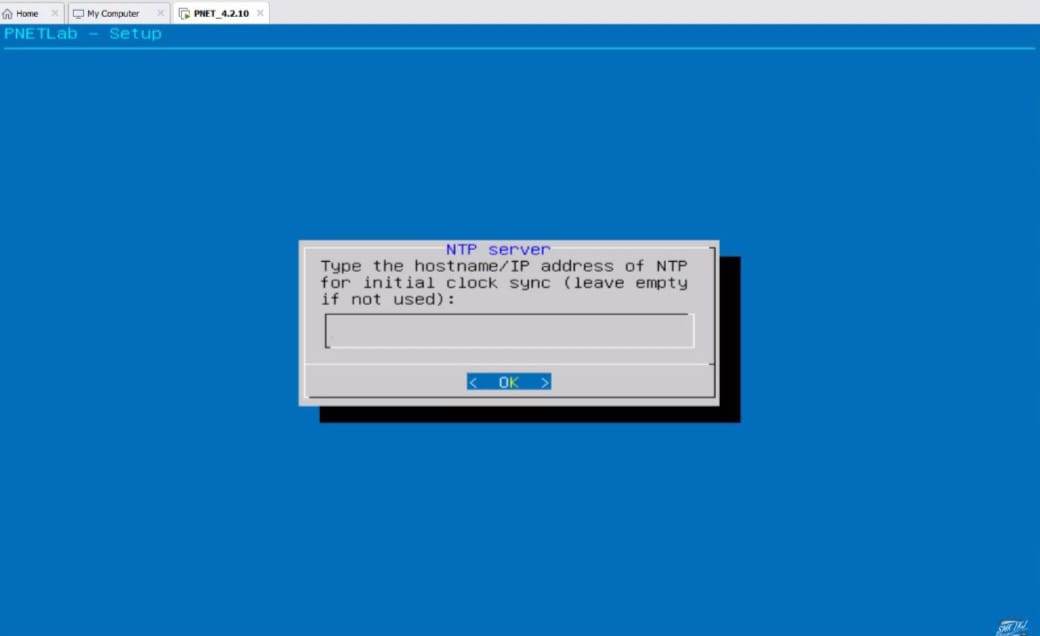 Home
My Computer
PNET_4.2.10
PNETLab - Setup
NTP server
Type the hostname/IP address of NTP
for initial clock sync (leave empty
if not used):
< OK >